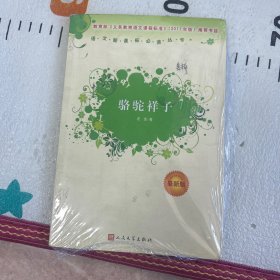 教育部《义务教育语文课程标准》(2011年版)推荐书目
语文新课标必读丛书
骆驼祥子
老舍 著
最新版
人民文学出版社